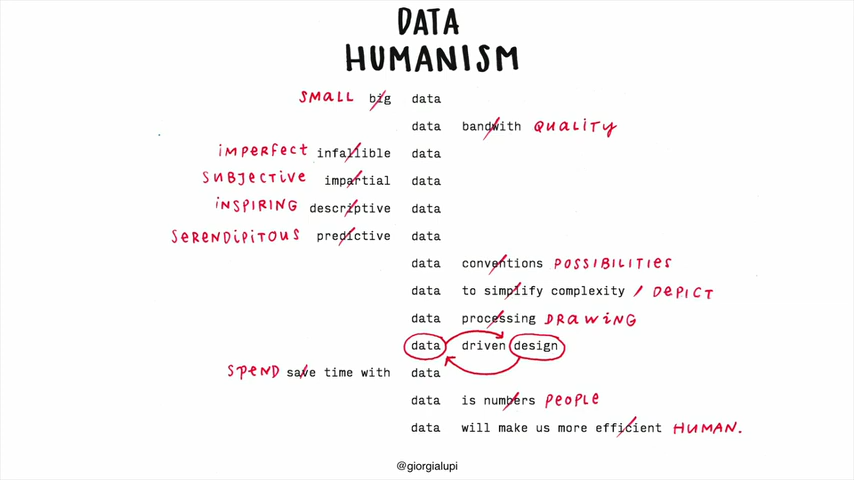 DATA
HUMANISM
SMALL big data
data bandwith QUALITY
IMPERFECT infallible data
SUBJECTIVE impartial data
INSPIRING descriptive data
SERENDIPITOUS predictive data
data conventions POSSIBILITIES
data to simplify complexity / DEPICT
data processing DRAWING
data driven design
SPEND save time with data
data is numbers PEOPLE
data will make us more efficient HUMAN.
@giorgialupi